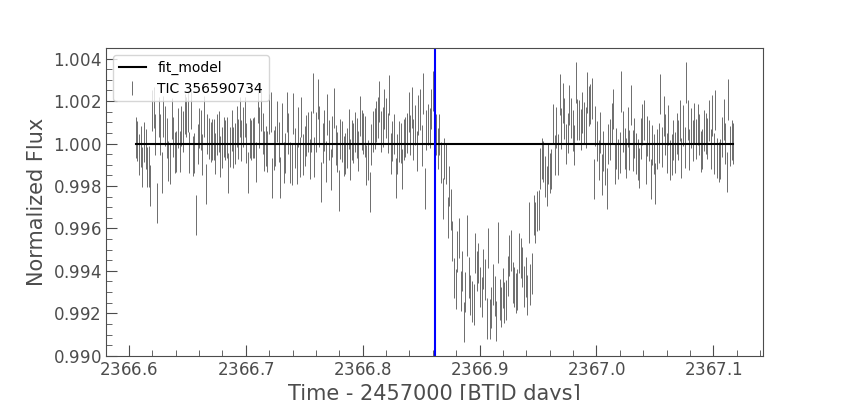 1.004
1.002
1.000
0.998
0.996
0.994
0.992
0.990
Normalized Flux
fit_model
TIC 356590734
2366.6 2366.7 2366.8 2366.9 2367.0 2367.1
Time - 2457000 [BTJD days]